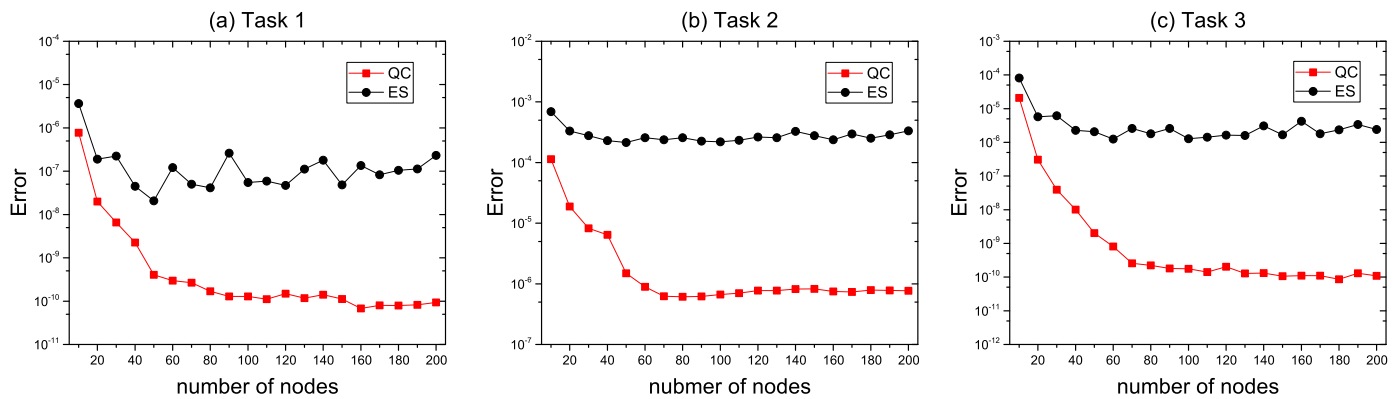 (a) Task 1
10⁻⁴
10⁻⁵
10⁻⁶
10⁻⁷
10⁻⁸
10⁻⁹
10⁻¹⁰
10⁻¹¹
Error
QC
ES
20 40 60 80 100 120 140 160 180 200
number of nodes
(b) Task 2
10⁻²
10⁻³
10⁻⁴
10⁻⁵
10⁻⁶
10⁻⁷
Error
QC
ES
20 40 60 80 100 120 140 160 180 200
nubmer of nodes
(c) Task 3
10⁻³
10⁻⁴
10⁻⁵
10⁻⁶
10⁻⁷
10⁻⁸
10⁻⁹
10⁻¹⁰
10⁻¹¹
10⁻¹²
Error
QC
ES
20 40 60 80 100 120 140 160 180 200
number of nodes